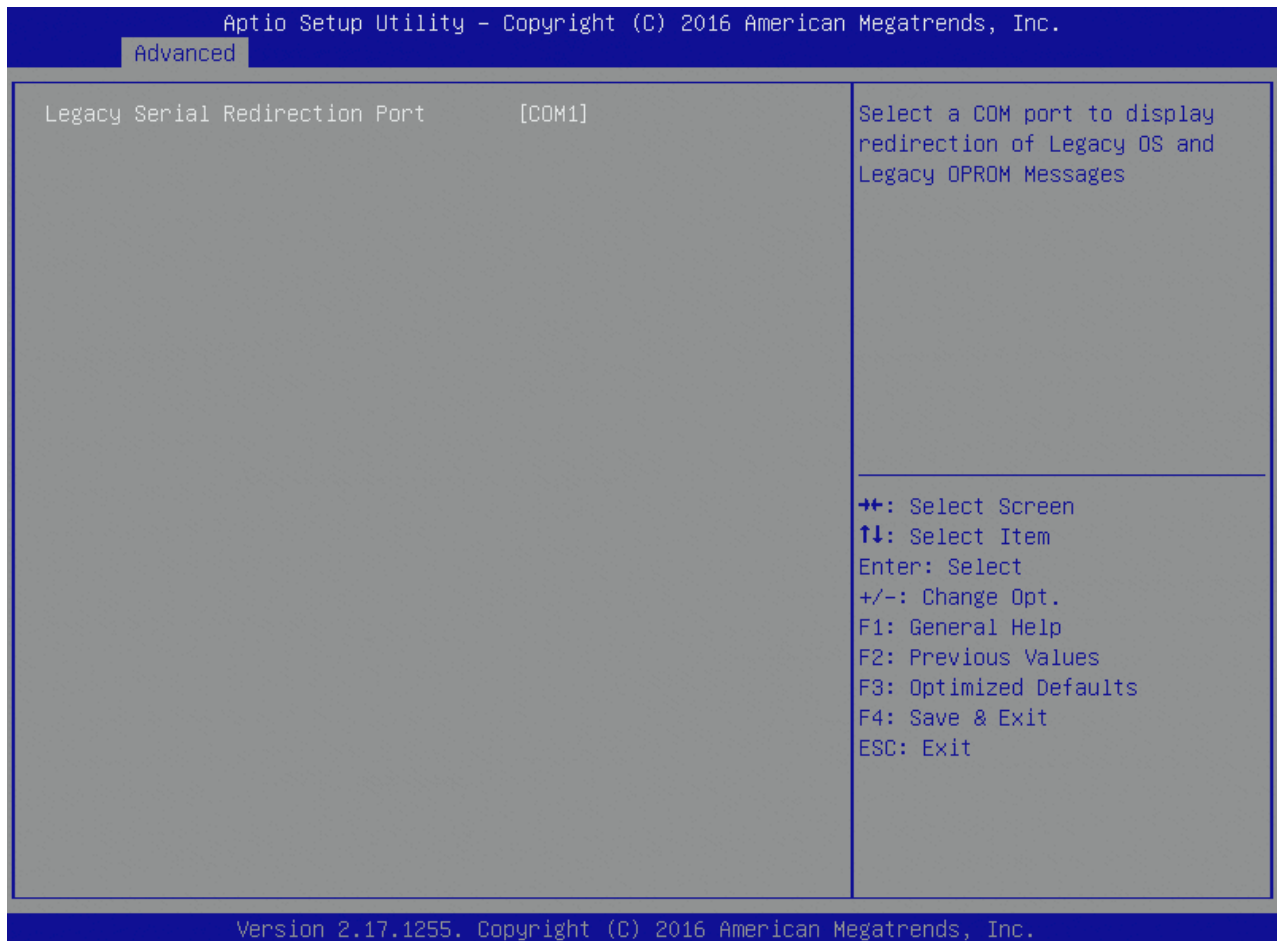 Aptio Setup Utility – Copyright (C) 2016 American Megatrends, Inc.
Advanced
Legacy Serial Redirection Port [COM1]
Select a COM port to display
redirection of Legacy OS and
Legacy OPROM Messages
→←: Select Screen
↑↓: Select Item
Enter: Select
+/-: Change Opt.
F1: General Help
F2: Previous Values
F3: Optimized Defaults
F4: Save & Exit
ESC: Exit
Version 2.17.1255. Copyright (C) 2016 American Megatrends, Inc.